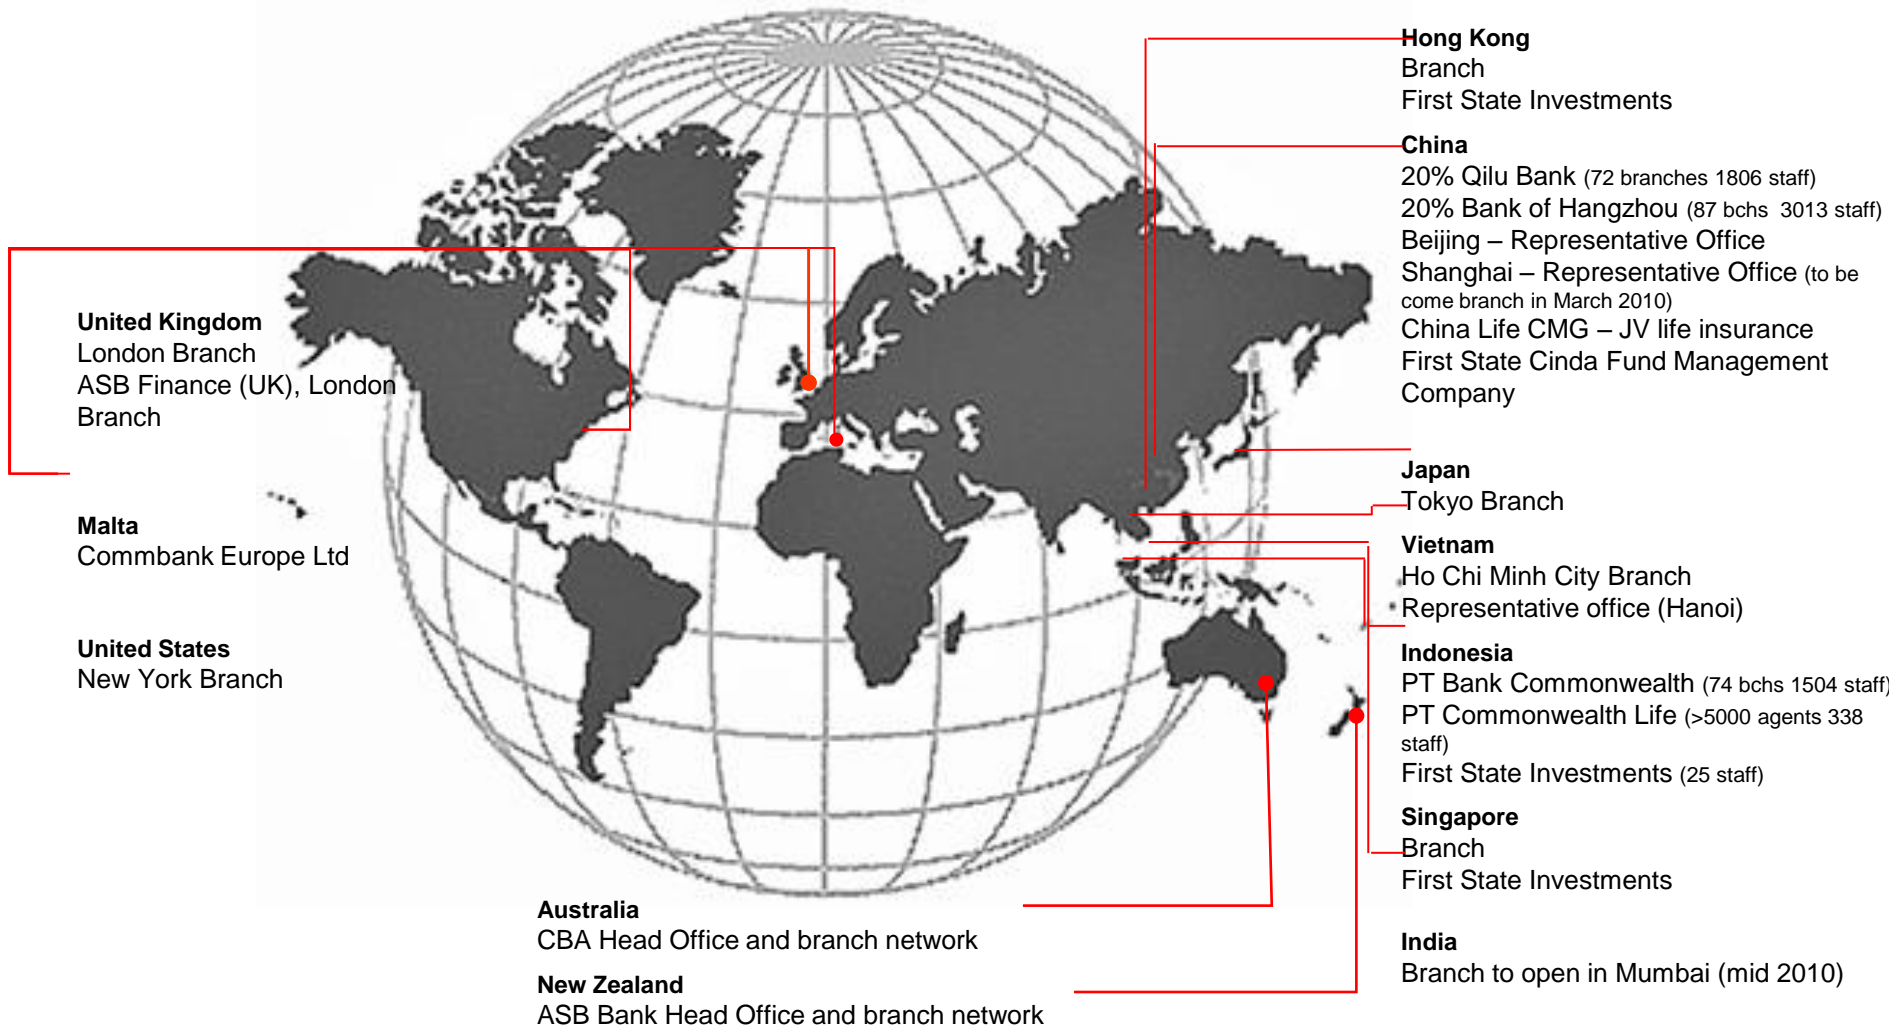 United Kingdom
London Branch
ASB Finance (UK), London
Branch
Malta
Commbank Europe Ltd
United States
New York Branch
Australia
CBA Head Office and branch network
New Zealand
ASB Bank Head Office and branch network
Hong Kong
Branch
First State Investments
China
20% Qilu Bank (72 branches 1806 staff)
20% Bank of Hangzhou (87 bchs 3013 staff)
Beijing – Representative Office
Shanghai – Representative Office (to be
come branch in March 2010)
China Life CMG – JV life insurance
First State Cinda Fund Management
Company
Japan
Tokyo Branch
Vietnam
Ho Chi Minh City Branch
Representative office (Hanoi)
Indonesia
PT Bank Commonwealth (74 bchs 1504 staff)
PT Commonwealth Life (>5000 agents 338
staff)
First State Investments (25 staff)
Singapore
Branch
First State Investments
India
Branch to open in Mumbai (mid 2010)